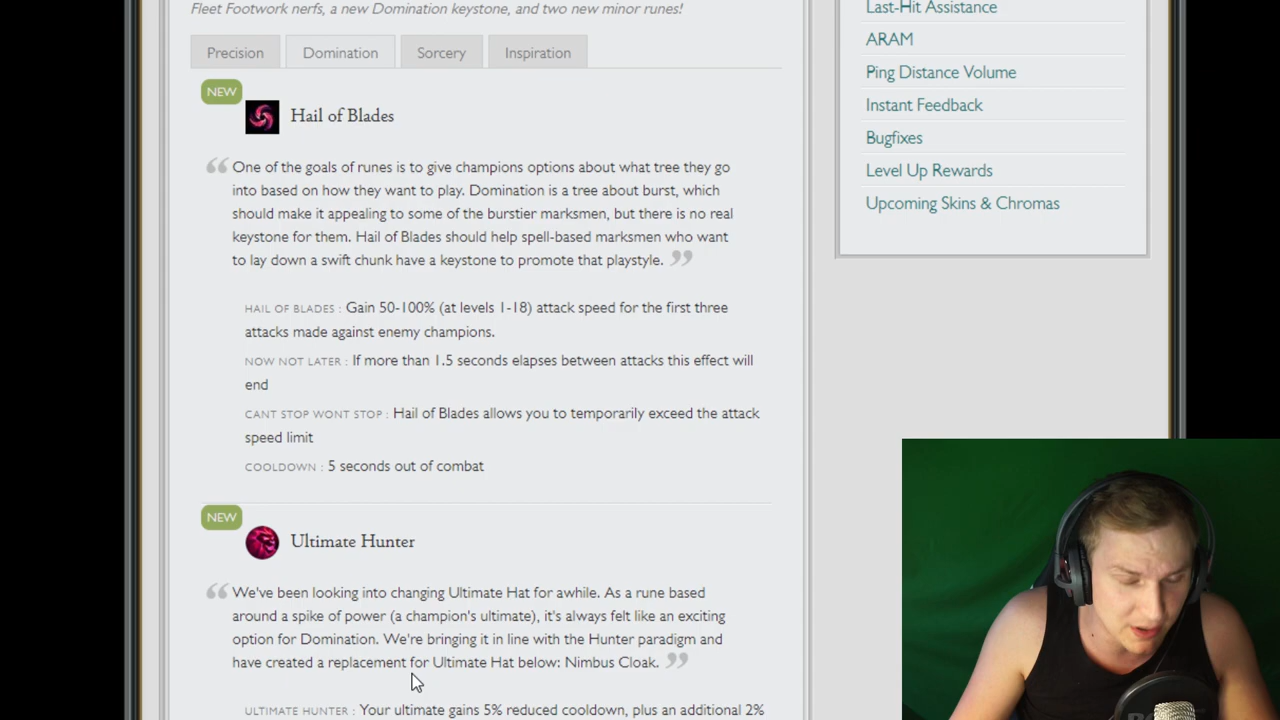 Fleet Footwork nerfs, a new Domination keystone, and two new minor runes!
Precision
Domination
Sorcery
Inspiration
NEW
Hail of Blades
“ One of the goals of runes is to give champions options about what tree they go
into based on how they want to play. Domination is a tree about burst, which
should make it appealing to some of the burstier marksmen, but there is no real
keystone for them. Hail of Blades should help spell-based marksmen who want
to lay down a swift chunk have a keystone to promote that playstyle. ”
HAIL OF BLADES : Gain 50-100% (at levels 1-18) attack speed for the first three
attacks made against enemy champions.
NOW NOT LATER : If more than 1.5 seconds elapses between attacks this effect will
end
CANT STOP WONT STOP : Hail of Blades allows you to temporarily exceed the attack
speed limit
COOLDOWN : 5 seconds out of combat
NEW
Ultimate Hunter
“ We've been looking into changing Ultimate Hat for awhile. As a rune based
around a spike of power (a champion's ultimate), it's always felt like an exciting
option for Domination. We're bringing it in line with the Hunter paradigm and
have created a replacement for Ultimate Hat below: Nimbus Cloak. ”
ULTIMATE HUNTER : Your ultimate gains 5% reduced cooldown, plus an additional 2%
Last-Hit Assistance
ARAM
Ping Distance Volume
Instant Feedback
Bugfixes
Level Up Rewards
Upcoming Skins & Chromas